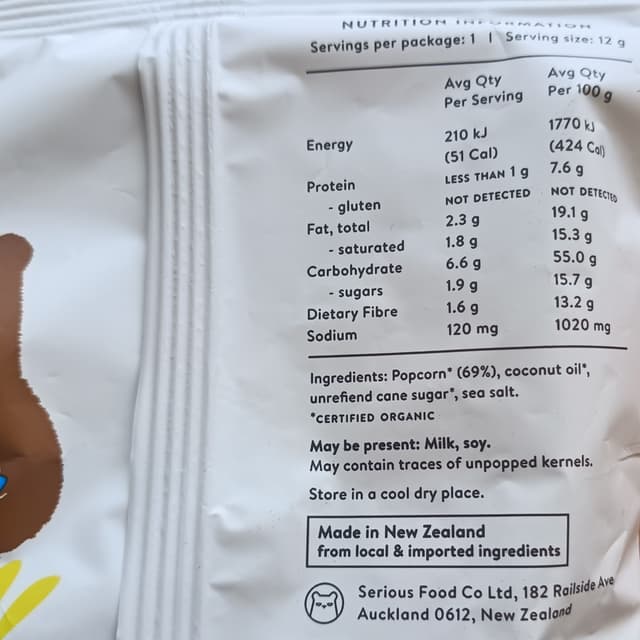 NUTRITION INFORMATION
Servings per package: 1 | Serving size: 12 g
Avg Qty Per Serving Avg Qty Per 100 g
Energy 210 kJ (51 Cal) 1770 kJ (424 Cal)
Protein LESS THAN 1 g 7.6 g
- gluten NOT DETECTED NOT DETECTED
Fat, total 2.3 g 19.1 g
- saturated 1.8 g 15.3 g
Carbohydrate 6.6 g 55.0 g
- sugars 1.9 g 15.7 g
Dietary Fibre 1.6 g 13.2 g
Sodium 120 mg 1020 mg
Ingredients: Popcorn* (69%), coconut oil*,
unrefiend cane sugar*, sea salt.
*CERTIFIED ORGANIC
May be present: Milk, soy.
May contain traces of unpopped kernels.
Store in a cool dry place.
Made in New Zealand
from local & imported ingredients
Serious Food Co Ltd, 182 Railside Ave
Auckland 0612, New Zealand